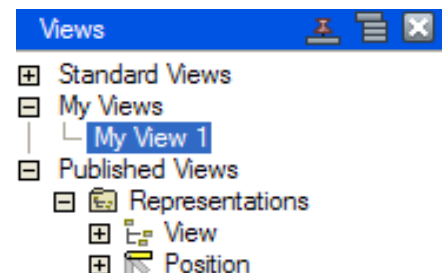 Views
Standard Views
My Views
My View 1
Published Views
Representations
View
Position